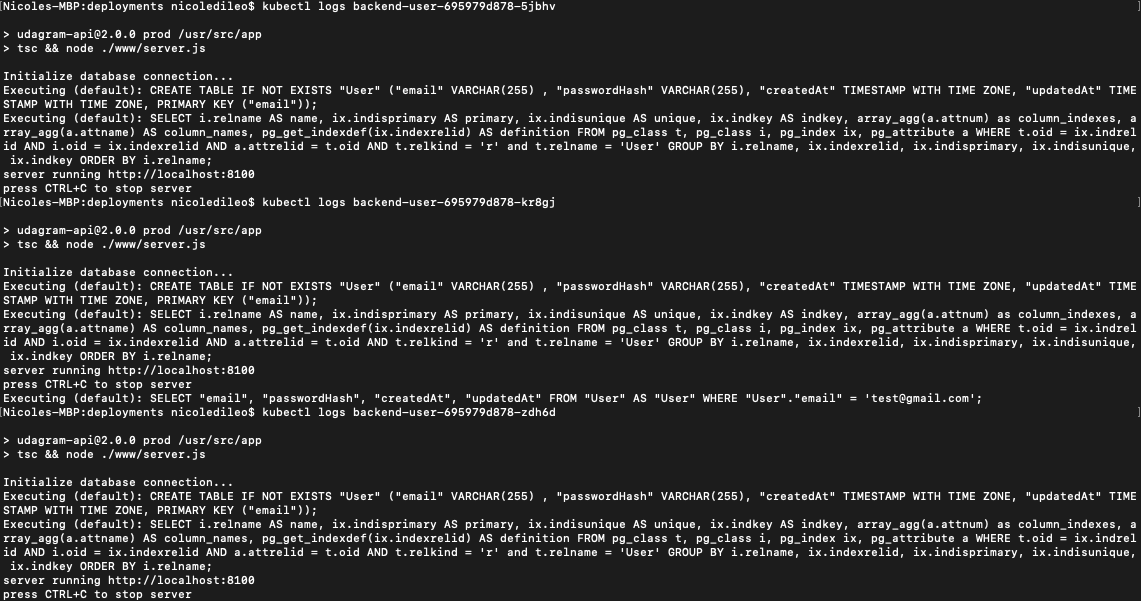 [Nicoles-MBP:deployments nicoledileo$ kubectl logs backend-user-695979d878-5jbhv ]
> udagram-api@2.0.0 prod /usr/src/app
> tsc && node ./www/server.js
Initialize database connection...
Executing (default): CREATE TABLE IF NOT EXISTS "User" ("email" VARCHAR(255) , "passwordHash" VARCHAR(255), "createdAt" TIMESTAMP WITH TIME ZONE, "updatedAt" TIME
STAMP WITH TIME ZONE, PRIMARY KEY ("email"));
Executing (default): SELECT i.relname AS name, ix.indisprimary AS primary, ix.indisunique AS unique, ix.indkey AS indkey, array_agg(a.attnum) as column_indexes, a
rray_agg(a.attname) AS column_names, pg_get_indexdef(ix.indexrelid) AS definition FROM pg_class t, pg_class i, pg_index ix, pg_attribute a WHERE t.oid = ix.indrel
id AND i.oid = ix.indexrelid AND a.attrelid = t.oid AND t.relkind = 'r' and t.relname = 'User' GROUP BY i.relname, ix.indexrelid, ix.indisprimary, ix.indisunique,
 ix.indkey ORDER BY i.relname;
server running http://localhost:8100
press CTRL+C to stop server
[Nicoles-MBP:deployments nicoledileo$ kubectl logs backend-user-695979d878-kr8gj ]
> udagram-api@2.0.0 prod /usr/src/app
> tsc && node ./www/server.js
Initialize database connection...
Executing (default): CREATE TABLE IF NOT EXISTS "User" ("email" VARCHAR(255) , "passwordHash" VARCHAR(255), "createdAt" TIMESTAMP WITH TIME ZONE, "updatedAt" TIME
STAMP WITH TIME ZONE, PRIMARY KEY ("email"));
Executing (default): SELECT i.relname AS name, ix.indisprimary AS primary, ix.indisunique AS unique, ix.indkey AS indkey, array_agg(a.attnum) as column_indexes, a
rray_agg(a.attname) AS column_names, pg_get_indexdef(ix.indexrelid) AS definition FROM pg_class t, pg_class i, pg_index ix, pg_attribute a WHERE t.oid = ix.indrel
id AND i.oid = ix.indexrelid AND a.attrelid = t.oid AND t.relkind = 'r' and t.relname = 'User' GROUP BY i.relname, ix.indexrelid, ix.indisprimary, ix.indisunique,
 ix.indkey ORDER BY i.relname;
server running http://localhost:8100
press CTRL+C to stop server
Executing (default): SELECT "email", "passwordHash", "createdAt", "updatedAt" FROM "User" AS "User" WHERE "User"."email" = 'test@gmail.com';
[Nicoles-MBP:deployments nicoledileo$ kubectl logs backend-user-695979d878-zdh6d ]
> udagram-api@2.0.0 prod /usr/src/app
> tsc && node ./www/server.js
Initialize database connection...
Executing (default): CREATE TABLE IF NOT EXISTS "User" ("email" VARCHAR(255) , "passwordHash" VARCHAR(255), "createdAt" TIMESTAMP WITH TIME ZONE, "updatedAt" TIME
STAMP WITH TIME ZONE, PRIMARY KEY ("email"));
Executing (default): SELECT i.relname AS name, ix.indisprimary AS primary, ix.indisunique AS unique, ix.indkey AS indkey, array_agg(a.attnum) as column_indexes, a
rray_agg(a.attname) AS column_names, pg_get_indexdef(ix.indexrelid) AS definition FROM pg_class t, pg_class i, pg_index ix, pg_attribute a WHERE t.oid = ix.indrel
id AND i.oid = ix.indexrelid AND a.attrelid = t.oid AND t.relkind = 'r' and t.relname = 'User' GROUP BY i.relname, ix.indexrelid, ix.indisprimary, ix.indisunique,
 ix.indkey ORDER BY i.relname;
server running http://localhost:8100
press CTRL+C to stop server